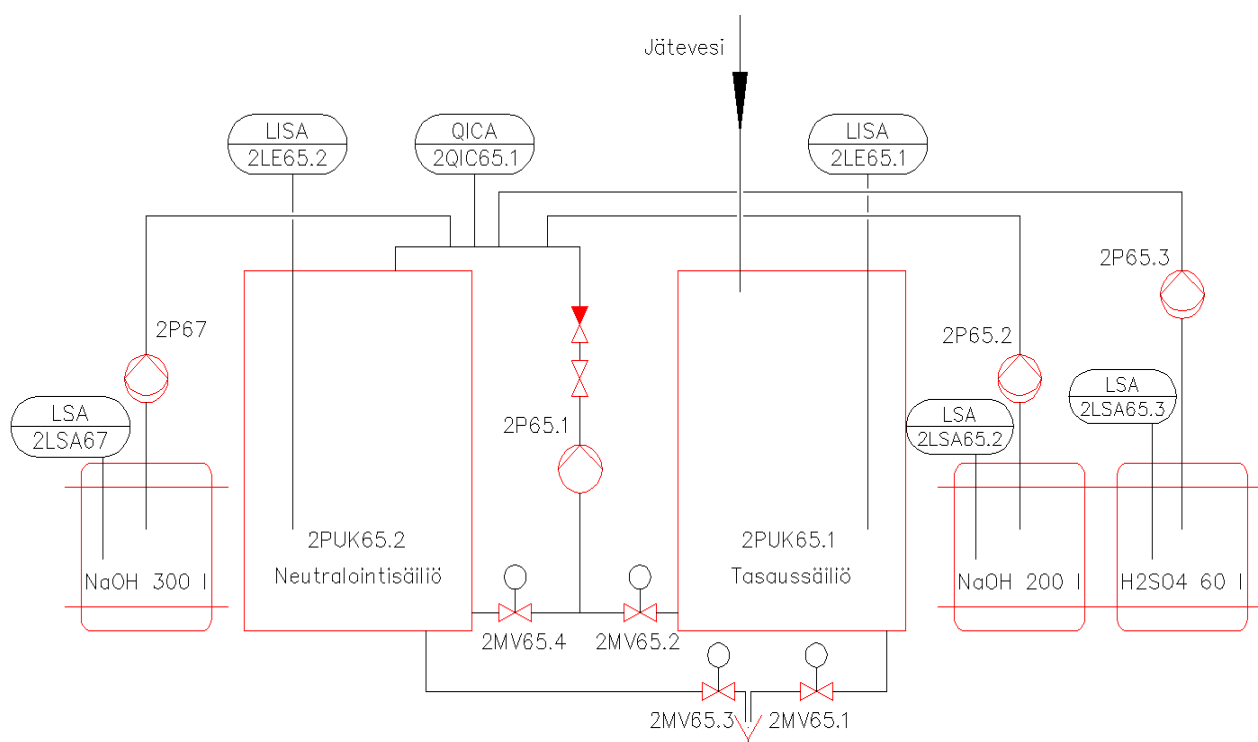 Jätevesi
LISA
2LE65.2
QICA
2QIC65.1
LISA
2LE65.1
2P65.3
2P67
2P65.2
LSA
2LSA65.3
LSA
2LSA67
2P65.1
LSA
2LSA65.2
2PUK65.2
Neutralointisäiliö
2PUK65.1
Tasaussäiliö
NaOH 300 l
NaOH 200 l
H2SO4 60 l
2MV65.4
2MV65.2
2MV65.3
2MV65.1